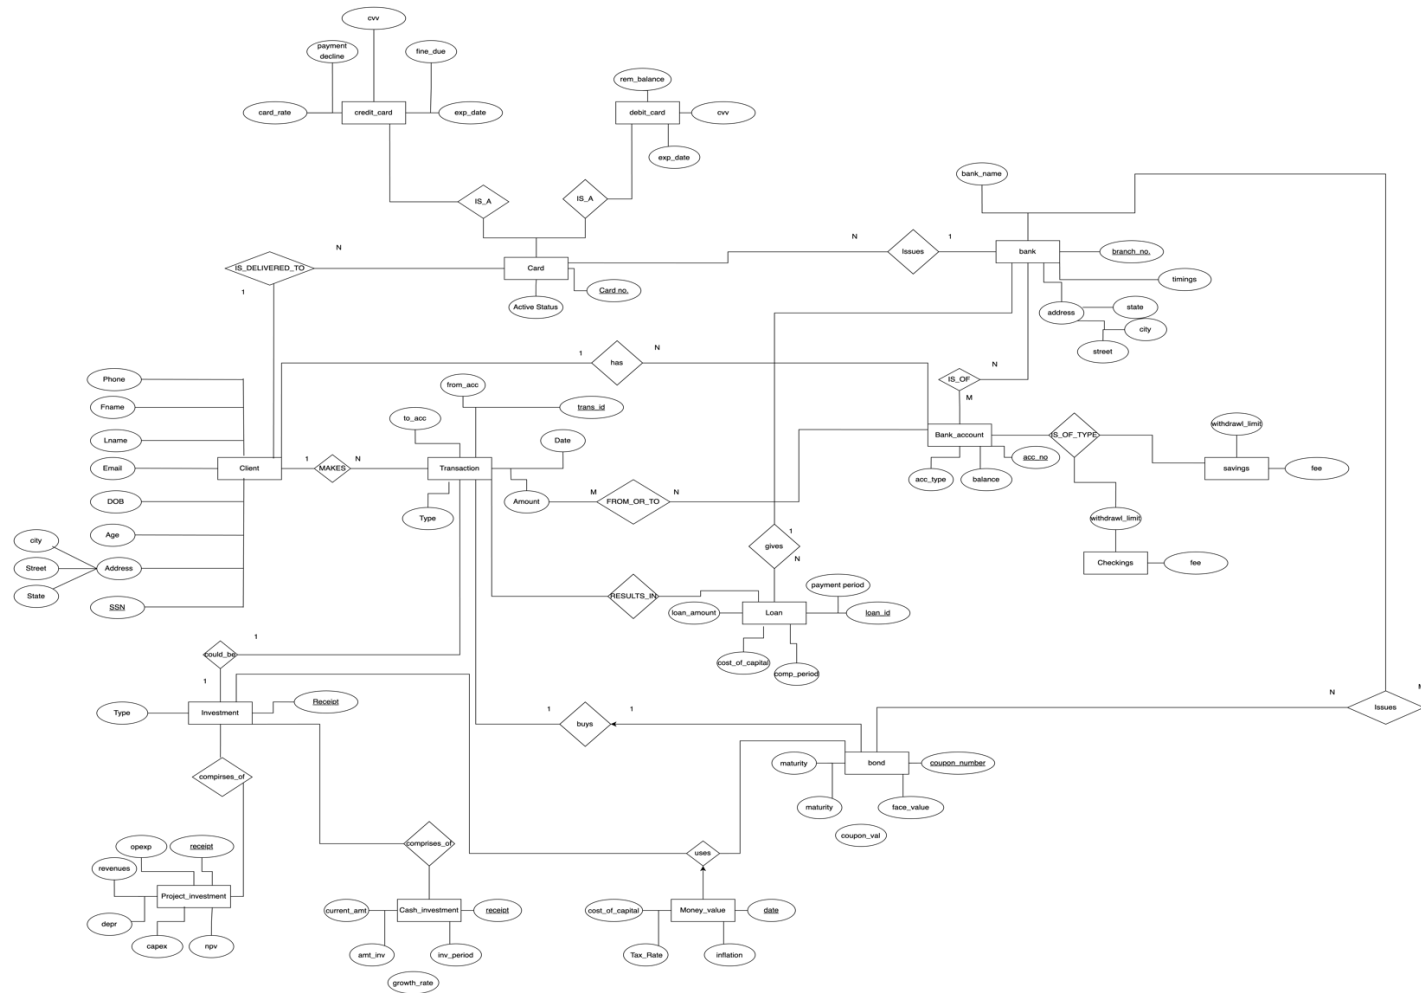 cvv
payment
decline
fine_due
card_rate
credit_card
exp_date
rem_balance
debit_card
cvv
exp_date
IS_A
IS_A
bank_name
N
IS_DELIVERED_TO
1
Card
Card no.
Active Status
N
Issues
1
bank
branch_no.
timings
address
state
city
street
1
has
N
IS_OF
N
M
Phone
Fname
Lname
Email
DOB
Age
city
Street
State
Address
SSN
Client
1
MAKES
N
from_acc
to_acc
trans_id
Date
Transaction
Type
Amount
M
FROM_OR_TO
N
Bank_account
acc_no
acc_type
balance
IS_OF_TYPE
withdrawl_limit
savings
fee
withdrawl_limit
Checkings
fee
1
gives
N
RESULTS_IN
payment period
loan_amount
Loan
loan_id
cost_of_capital
comp_period
1
could_be
1
Type
Investment
Receipt
1
buys
1
N
Issues
M
compirses_of
maturity
bond
coupon_number
maturity
face_value
coupon_val
comprises_of
uses
opexp
receipt
revenues
Project_investment
depr
capex
npv
current_amt
Cash_investment
receipt
amt_inv
inv_period
growth_rate
cost_of_capital
Money_value
date
Tax_Rate
inflation